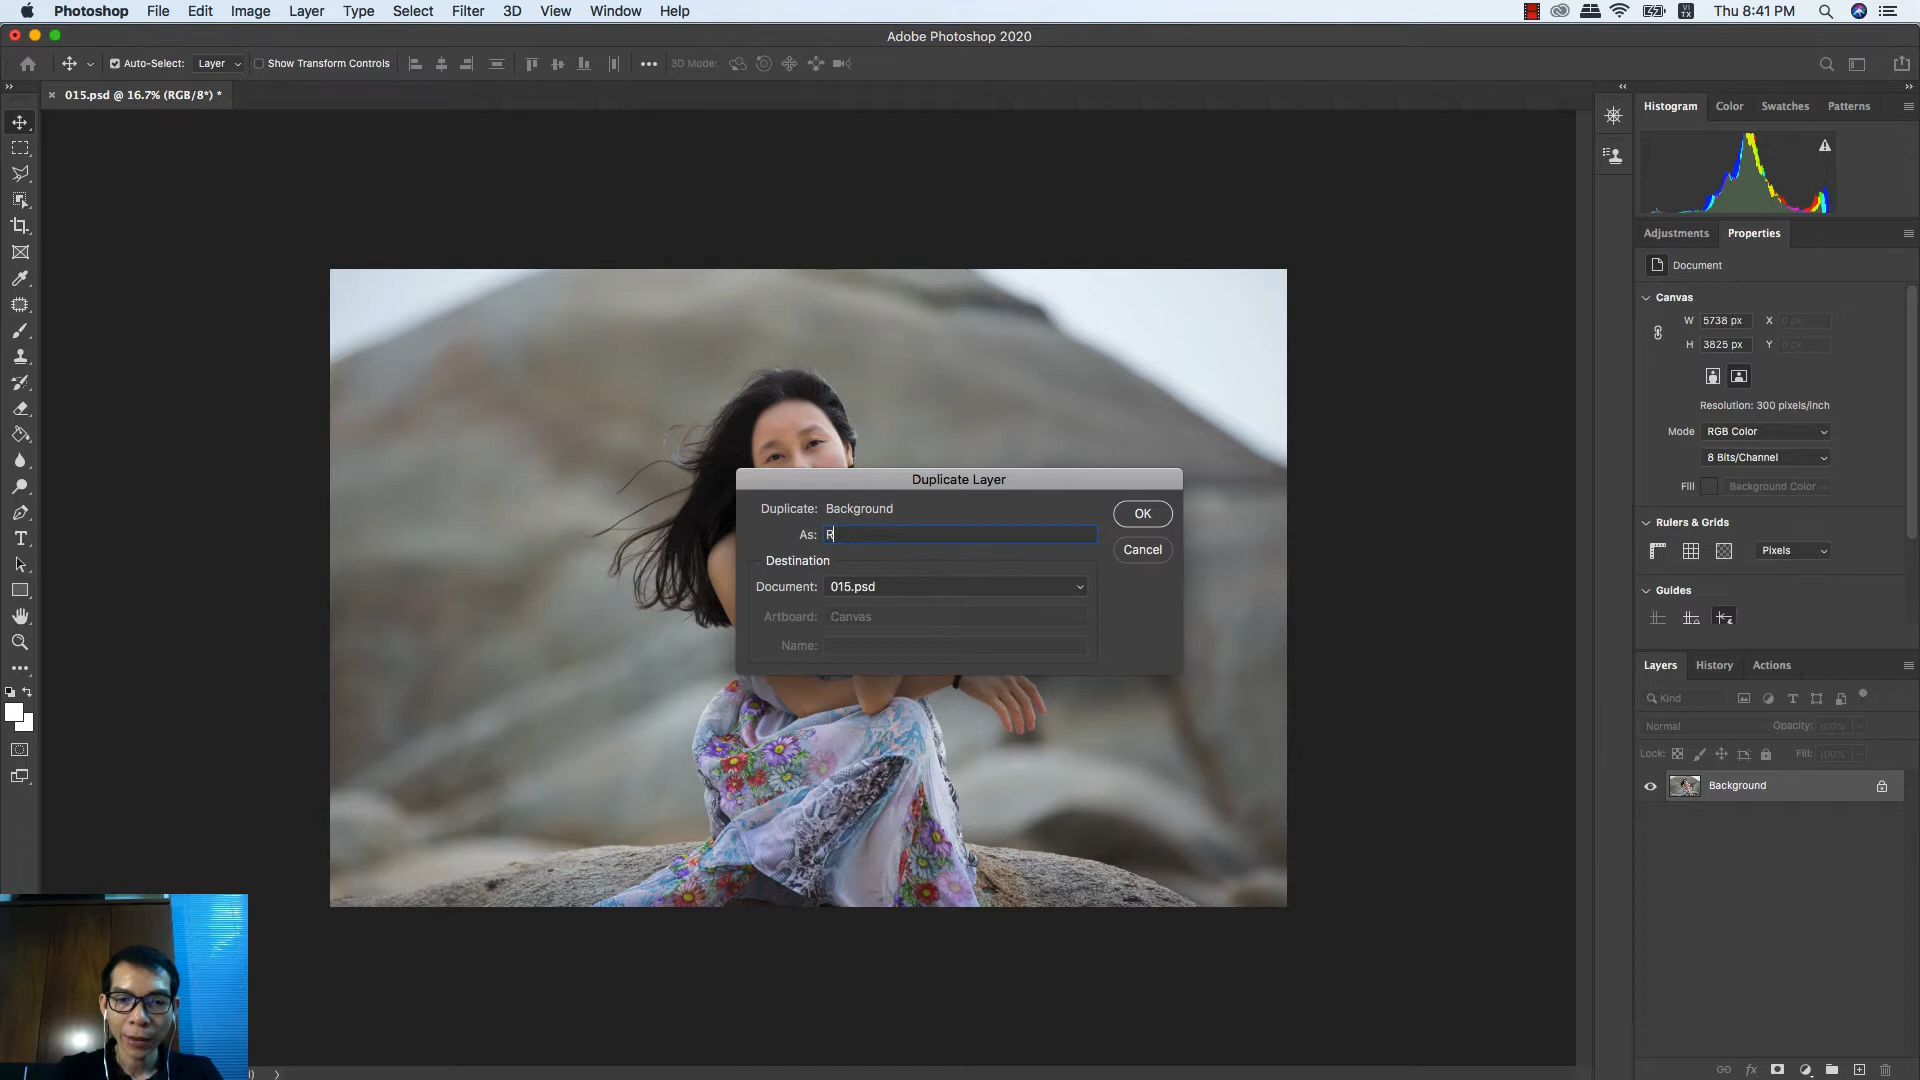 Photoshop File Edit Image Layer Type Select Filter 3D View Window Help VI TX Thu 8:41 PM
Adobe Photoshop 2020
Auto-Select: Layer Show Transform Controls 3D Mode:
015.psd @ 16.7% (RGB/8*) *
Histogram Color Swatches Patterns
Adjustments Properties
Document
Canvas
W 5738 px X 0 px
H 3825 px Y 0 px
Resolution: 300 pixels/inch
Mode RGB Color
8 Bits/Channel
Fill Background Color
Rulers & Grids
Pixels
Guides
Duplicate Layer
Duplicate: Background
As: R
Destination
Document: 015.psd
Artboard: Canvas
Name:
OK
Cancel
Layers History Actions
Kind
Normal Opacity: 100%
Lock: Fill: 100%
Background
fx